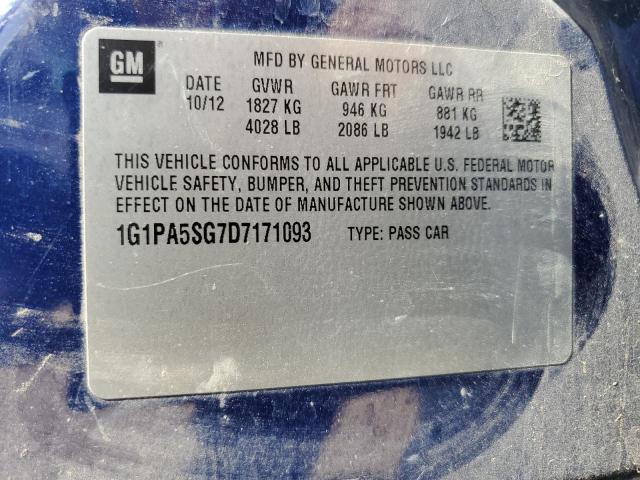 GM
MFD BY GENERAL MOTORS LLC
DATE GVWR GAWR FRT GAWR RR
10/12 1827 KG 946 KG 881 KG
4028 LB 2086 LB 1942 LB
THIS VEHICLE CONFORMS TO ALL APPLICABLE U.S. FEDERAL MOTOR
VEHICLE SAFETY, BUMPER, AND THEFT PREVENTION STANDARDS IN
EFFECT ON THE DATE OF MANUFACTURE SHOWN ABOVE.
1G1PA5SG7D7171093 TYPE: PASS CAR